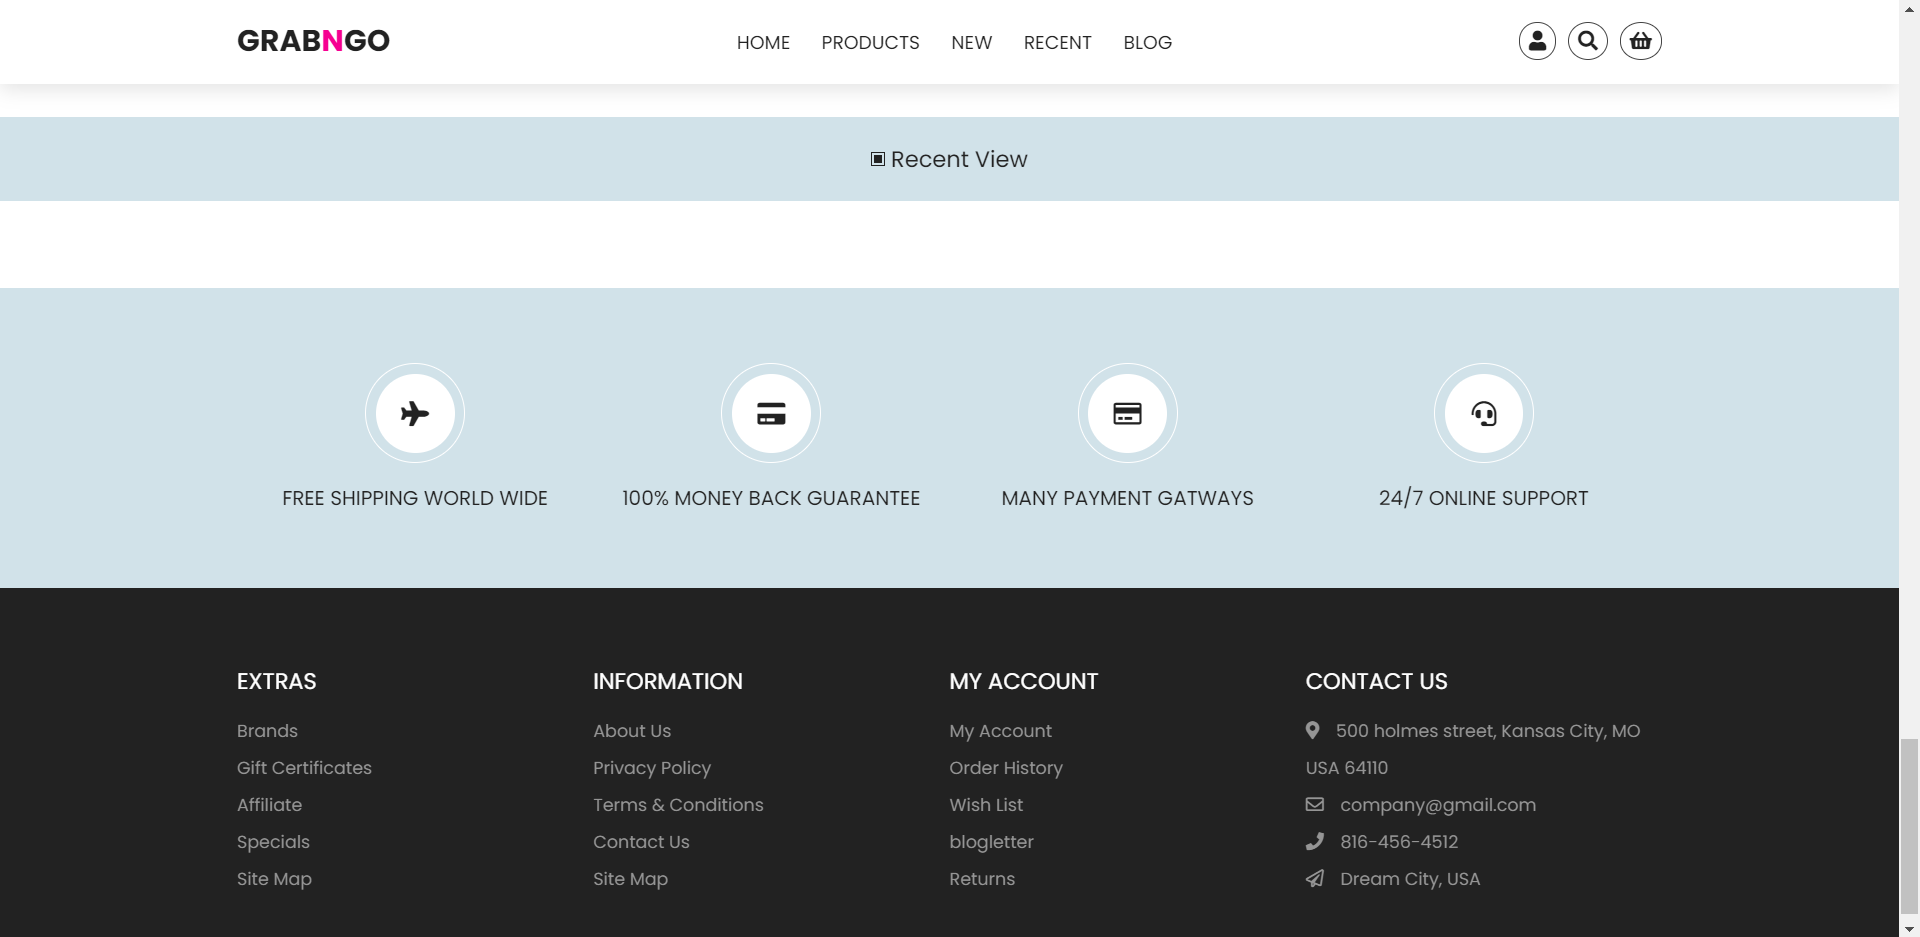 GRABNGO
HOME PRODUCTS NEW RECENT BLOG
Recent View
FREE SHIPPING WORLD WIDE
100% MONEY BACK GUARANTEE
MANY PAYMENT GATWAYS
24/7 ONLINE SUPPORT
EXTRAS
Brands
Gift Certificates
Affiliate
Specials
Site Map
INFORMATION
About Us
Privacy Policy
Terms & Conditions
Contact Us
Site Map
MY ACCOUNT
My Account
Order History
Wish List
blogletter
Returns
CONTACT US
500 holmes street, Kansas City, MO
USA 64110
company@gmail.com
816-456-4512
Dream City, USA